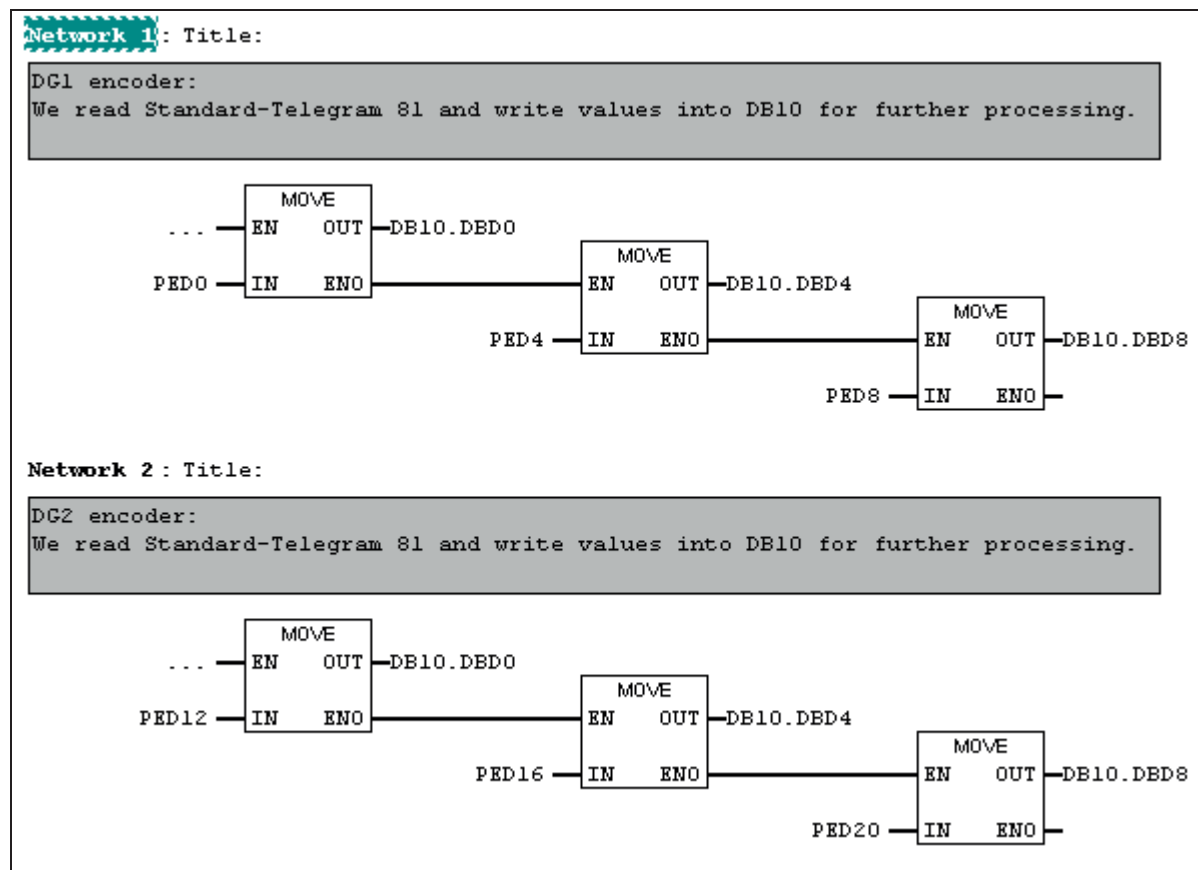 Network 1: Title:
DG1 encoder:
We read Standard-Telegram 81 and write values into DB10 for further processing.
MOVE
... EN OUT DB10.DBD0
PED0 IN ENO
MOVE
EN OUT DB10.DBD4
PED4 IN ENO
MOVE
EN OUT DB10.DBD8
PED8 IN ENO
Network 2 : Title:
DG2 encoder:
We read Standard-Telegram 81 and write values into DB10 for further processing.
MOVE
... EN OUT DB10.DBD0
PED12 IN ENO
MOVE
EN OUT DB10.DBD4
PED16 IN ENO
MOVE
EN OUT DB10.DBD8
PED20 IN ENO